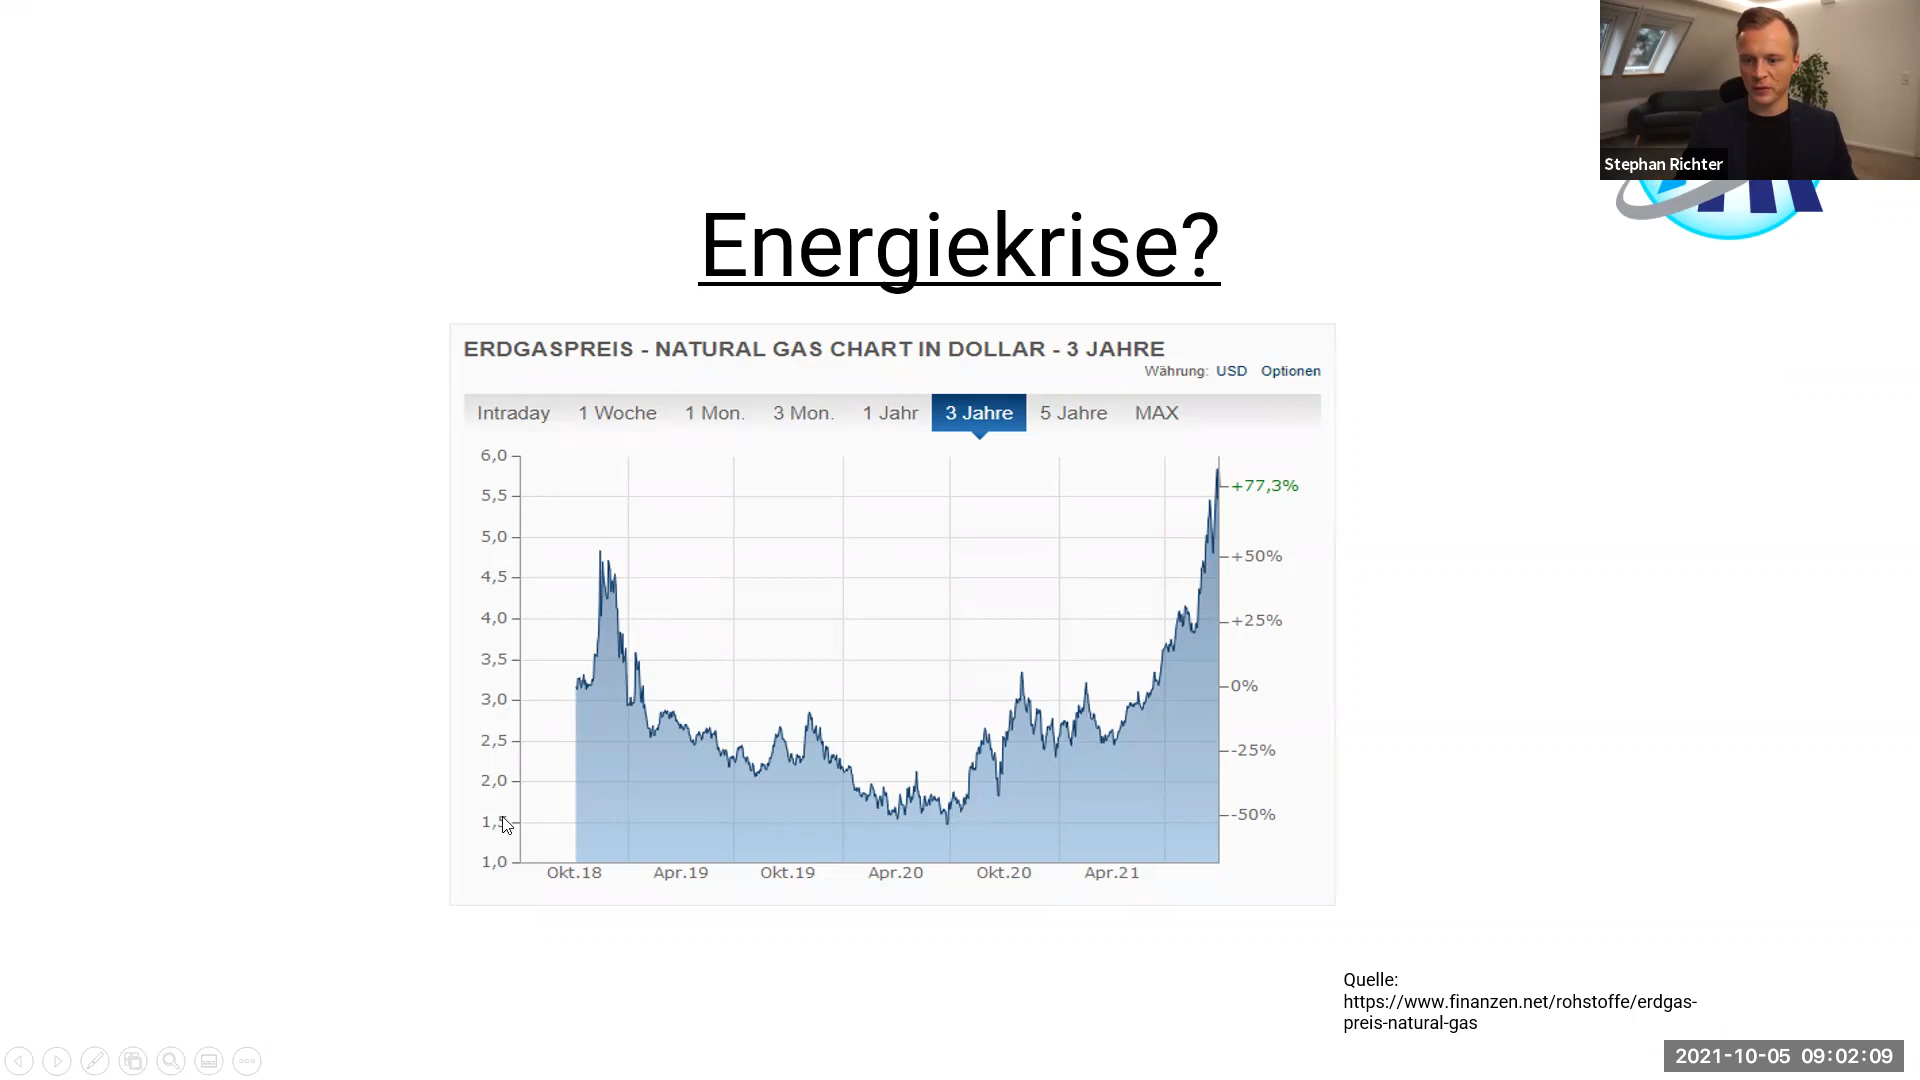 Stephan Richter
Energiekrise?
ERDGASPREIS - NATURAL GAS CHART IN DOLLAR - 3 JAHRE
Währung: USD Optionen
Intraday 1 Woche 1 Mon. 3 Mon. 1 Jahr 3 Jahre 5 Jahre MAX
6,0
5,5
5,0
4,5
4,0
3,5
3,0
2,5
2,0
1,0
+77,3%
+50%
+25%
0%
-25%
-50%
Okt.18 Apr.19 Okt.19 Apr.20 Okt.20 Apr.21
Quelle:
https://www.finanzen.net/rohstoffe/erdgas-
preis-natural-gas
2021-10-05 09:02:09